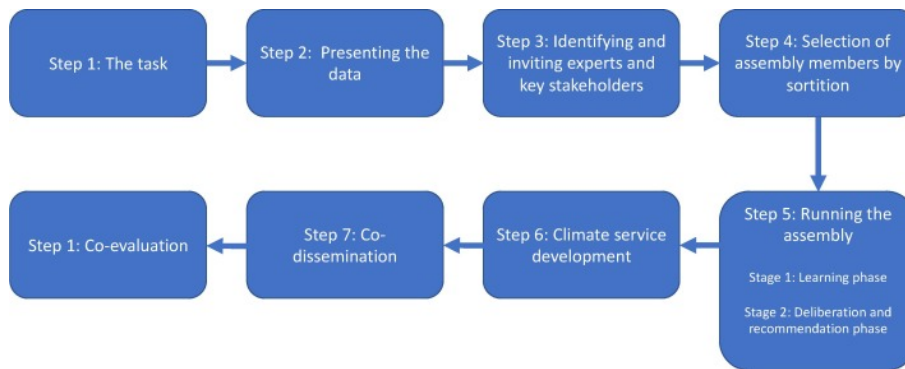 Step 1: The task
Step 2: Presenting the
data
Step 3: Identifying and
inviting experts and
key stakeholders
Step 4: Selection of
assembly members by
sortition
Step 5: Running the
assembly
Stage 1: Learning phase
Stage 2: Deliberation and
recommendation phase
Step 6: Climate service
development
Step 7: Co-
dissemination
Step 1: Co-evaluation